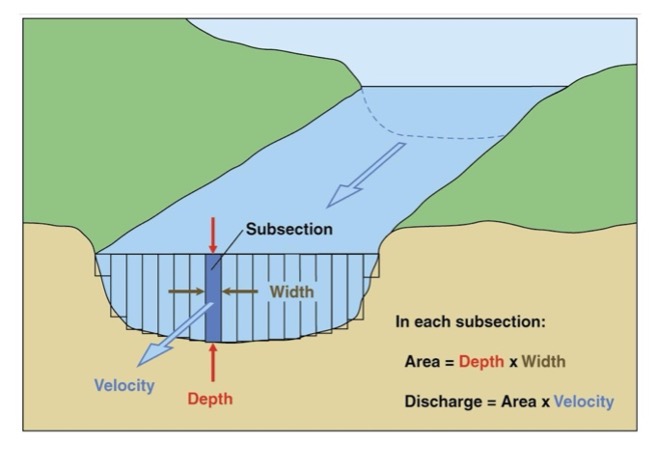 Subsection
Width
Velocity
Depth
In each subsection:
Area = Depth x Width
Discharge = Area x Velocity